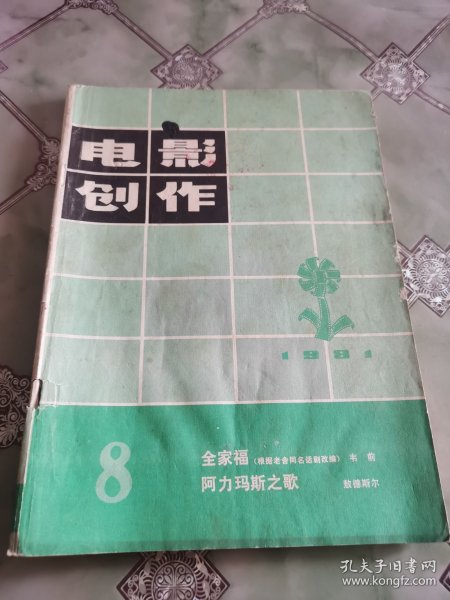 电影
创作
1981
8
全家福（根据老舍同名话剧改编） 韦前
阿力玛斯之歌 敖德斯尔
孔夫子旧书网
www.kongfz.com